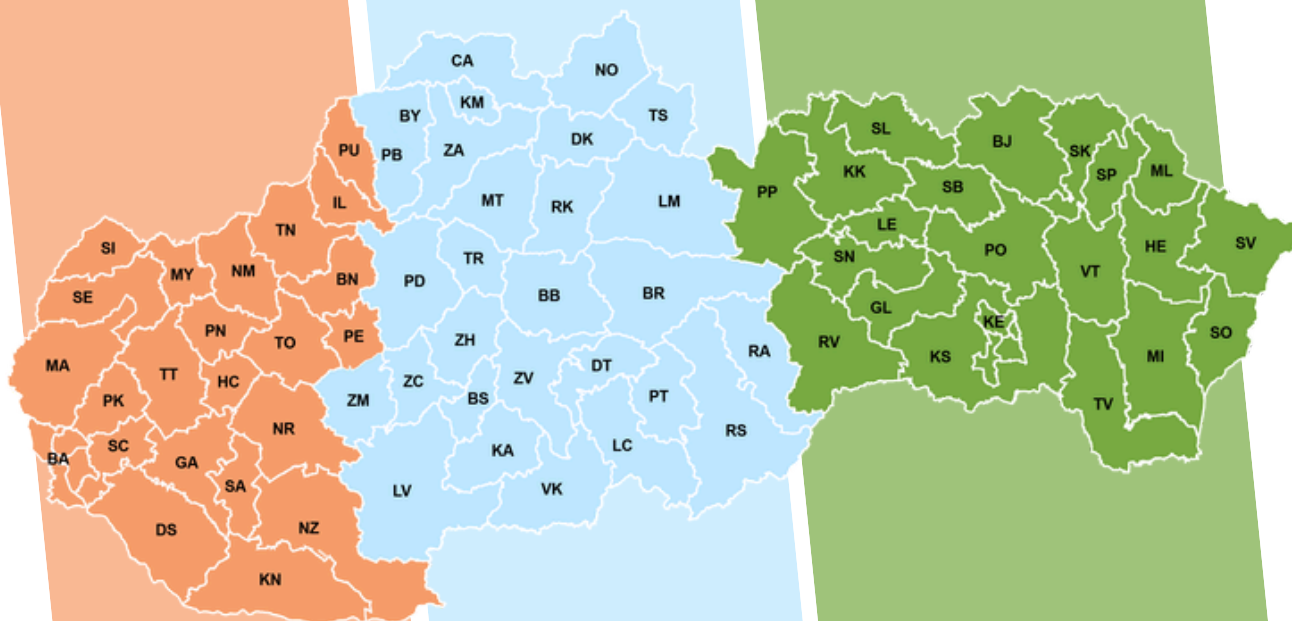 CA
NO
KM
BY
TS
SL
DK
BJ
PU
PB
ZA
SK
KK
SP
ML
PP
SB
IL
MT
RK
LM
LE
TN
SI
PO
HE
SV
SN
MY
NM
TR
VT
BN
PD
SE
BB
BR
GL
KE
PN
TO
PE
ZH
RA
RV
KS
MI
SO
MA
TT
HC
DT
ZC
ZV
PK
ZM
BS
PT
TV
NR
RS
SC
LC
BA
GA
KA
SA
LV
VK
DS
NZ
KN